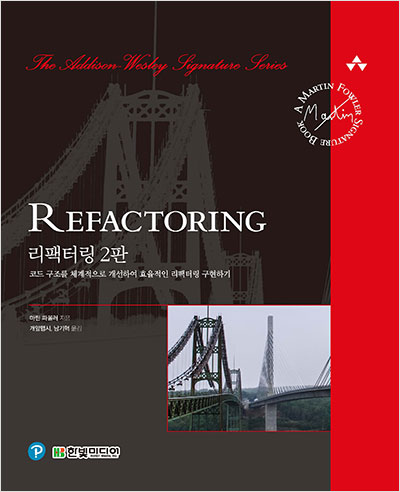 The Addison-Wesley Signature Series
A MARTIN FOWLER SIGNATURE BOOK
Martin
REFACTORING
리팩터링 2판
코드 구조를 체계적으로 개선하여 효율적인 리팩터링 구현하기
마틴 파울러 지음
개앞맵시, 남기혁 옮김
P
HB 한빛미디어